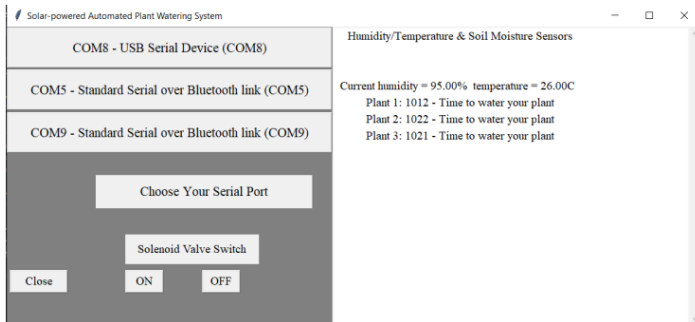 Solar-powered Automated Plant Watering System
COM8 - USB Serial Device (COM8)
COM5 - Standard Serial over Bluetooth link (COM5)
COM9 - Standard Serial over Bluetooth link (COM9)
Choose Your Serial Port
Solenoid Valve Switch
Close
ON
OFF
Humidity/Temperature & Soil Moisture Sensors
Current humidity = 95.00% temperature = 26.00C
Plant 1: 1012 - Time to water your plant
Plant 2: 1022 - Time to water your plant
Plant 3: 1021 - Time to water your plant